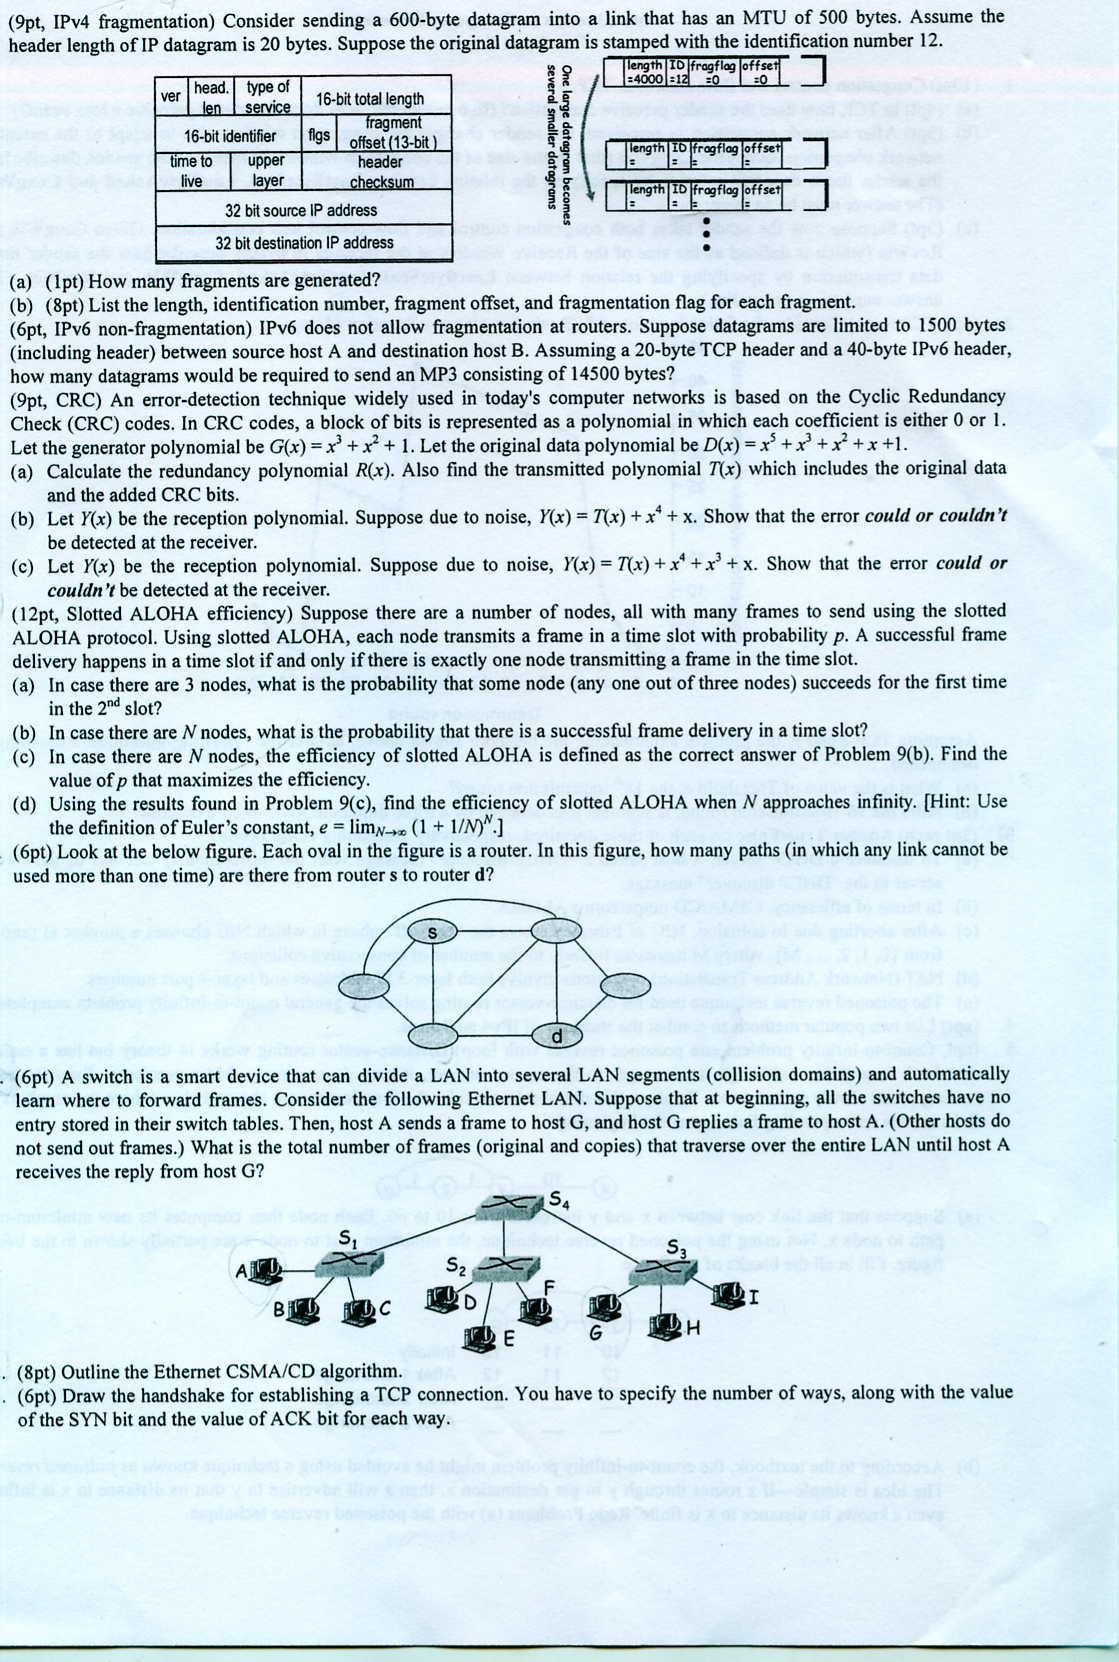 (9pt, IPv4 fragmentation) Consider sending a 600-byte datagram into a link that has an MTU of 500 bytes. Assume the
header length of IP datagram is 20 bytes. Suppose the original datagram is stamped with the identification number 12.
ver
head. len
type of service
16-bit total length
16-bit identifier
flgs
fragment offset (13-bit)
time to live
upper layer
header checksum
32 bit source IP address
32 bit destination IP address
One large datagram becomes
several smaller datagrams
length =4000
ID =12
fragflag =0
offset =0
length =
ID =
fragflag =
offset =
length =
ID =
fragflag =
offset =
(a) (1pt) How many fragments are generated?
(b) (8pt) List the length, identification number, fragment offset, and fragmentation flag for each fragment.
(6pt, IPv6 non-fragmentation) IPv6 does not allow fragmentation at routers. Suppose datagrams are limited to 1500 bytes
(including header) between source host A and destination host B. Assuming a 20-byte TCP header and a 40-byte IPv6 header,
how many datagrams would be required to send an MP3 consisting of 14500 bytes?
(9pt, CRC) An error-detection technique widely used in today's computer networks is based on the Cyclic Redundancy
Check (CRC) codes. In CRC codes, a block of bits is represented as a polynomial in which each coefficient is either 0 or 1.
Let the generator polynomial be G(x) = x³ + x² + 1. Let the original data polynomial be D(x) = x⁵ + x³ + x² + x +1.
(a) Calculate the redundancy polynomial R(x). Also find the transmitted polynomial T(x) which includes the original data
and the added CRC bits.
(b) Let Y(x) be the reception polynomial. Suppose due to noise, Y(x) = T(x) + x⁴ + x. Show that the error could or couldn't
be detected at the receiver.
(c) Let Y(x) be the reception polynomial. Suppose due to noise, Y(x) = T(x) + x⁴ + x³ + x. Show that the error could or
couldn't be detected at the receiver.
(12pt, Slotted ALOHA efficiency) Suppose there are a number of nodes, all with many frames to send using the slotted
ALOHA protocol. Using slotted ALOHA, each node transmits a frame in a time slot with probability p. A successful frame
delivery happens in a time slot if and only if there is exactly one node transmitting a frame in the time slot.
(a) In case there are 3 nodes, what is the probability that some node (any one out of three nodes) succeeds for the first time
in the 2nd slot?
(b) In case there are N nodes, what is the probability that there is a successful frame delivery in a time slot?
(c) In case there are N nodes, the efficiency of slotted ALOHA is defined as the correct answer of Problem 9(b). Find the
value of p that maximizes the efficiency.
(d) Using the results found in Problem 9(c), find the efficiency of slotted ALOHA when N approaches infinity. [Hint: Use
the definition of Euler's constant, e = limN→∞ (1 + 1/N)ᴺ.]
(6pt) Look at the below figure. Each oval in the figure is a router. In this figure, how many paths (in which any link cannot be
used more than one time) are there from router s to router d?
s
d
. (6pt) A switch is a smart device that can divide a LAN into several LAN segments (collision domains) and automatically
learn where to forward frames. Consider the following Ethernet LAN. Suppose that at beginning, all the switches have no
entry stored in their switch tables. Then, host A sends a frame to host G, and host G replies a frame to host A. (Other hosts do
not send out frames.) What is the total number of frames (original and copies) that traverse over the entire LAN until host A
receives the reply from host G?
S₄
S₁
S₂
S₃
A
B
C
D
E
F
G
H
I
. (8pt) Outline the Ethernet CSMA/CD algorithm.
. (6pt) Draw the handshake for establishing a TCP connection. You have to specify the number of ways, along with the value
of the SYN bit and the value of ACK bit for each way.